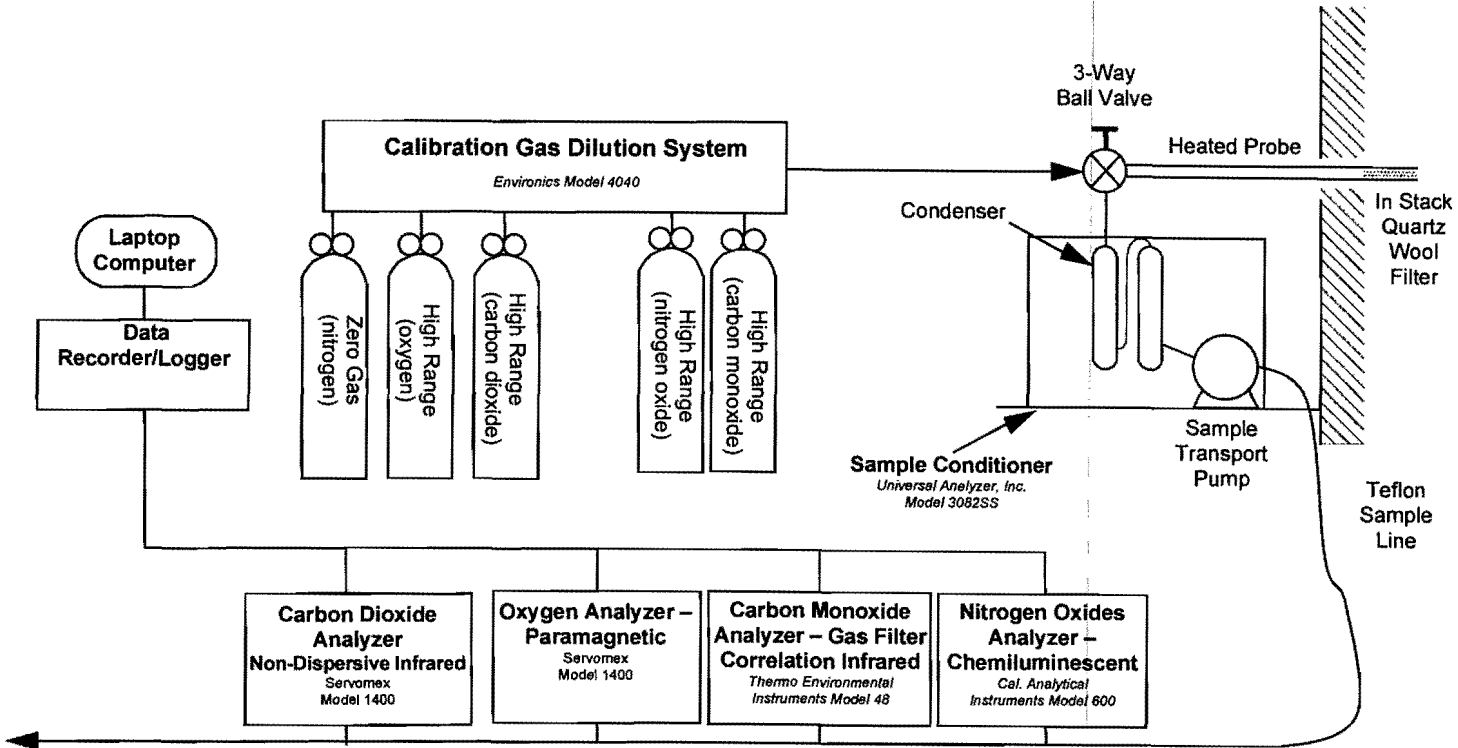 3-Way
Ball Valve
Heated Probe
Calibration Gas Dilution System
Environics Model 4040
In Stack
Quartz
Wool
Filter
Condenser
Laptop
Computer
Data
Recorder/Logger
Zero Gas
(nitrogen)
High Range
(oxygen)
High Range
(carbon dioxide)
High Range
(nitrogen oxide)
High Range
(carbon monoxide)
Sample Conditioner
Universal Analyzer, Inc.
Model 3082SS
Sample
Transport
Pump
Teflon
Sample
Line
Carbon Dioxide
Analyzer
Non-Dispersive Infrared
Servomex
Model 1400
Oxygen Analyzer –
Paramagnetic
Servomex
Model 1400
Carbon Monoxide
Analyzer – Gas Filter
Correlation Infrared
Thermo Environmental
Instruments Model 48
Nitrogen Oxides
Analyzer –
Chemiluminescent
Cal. Analytical
Instruments Model 600